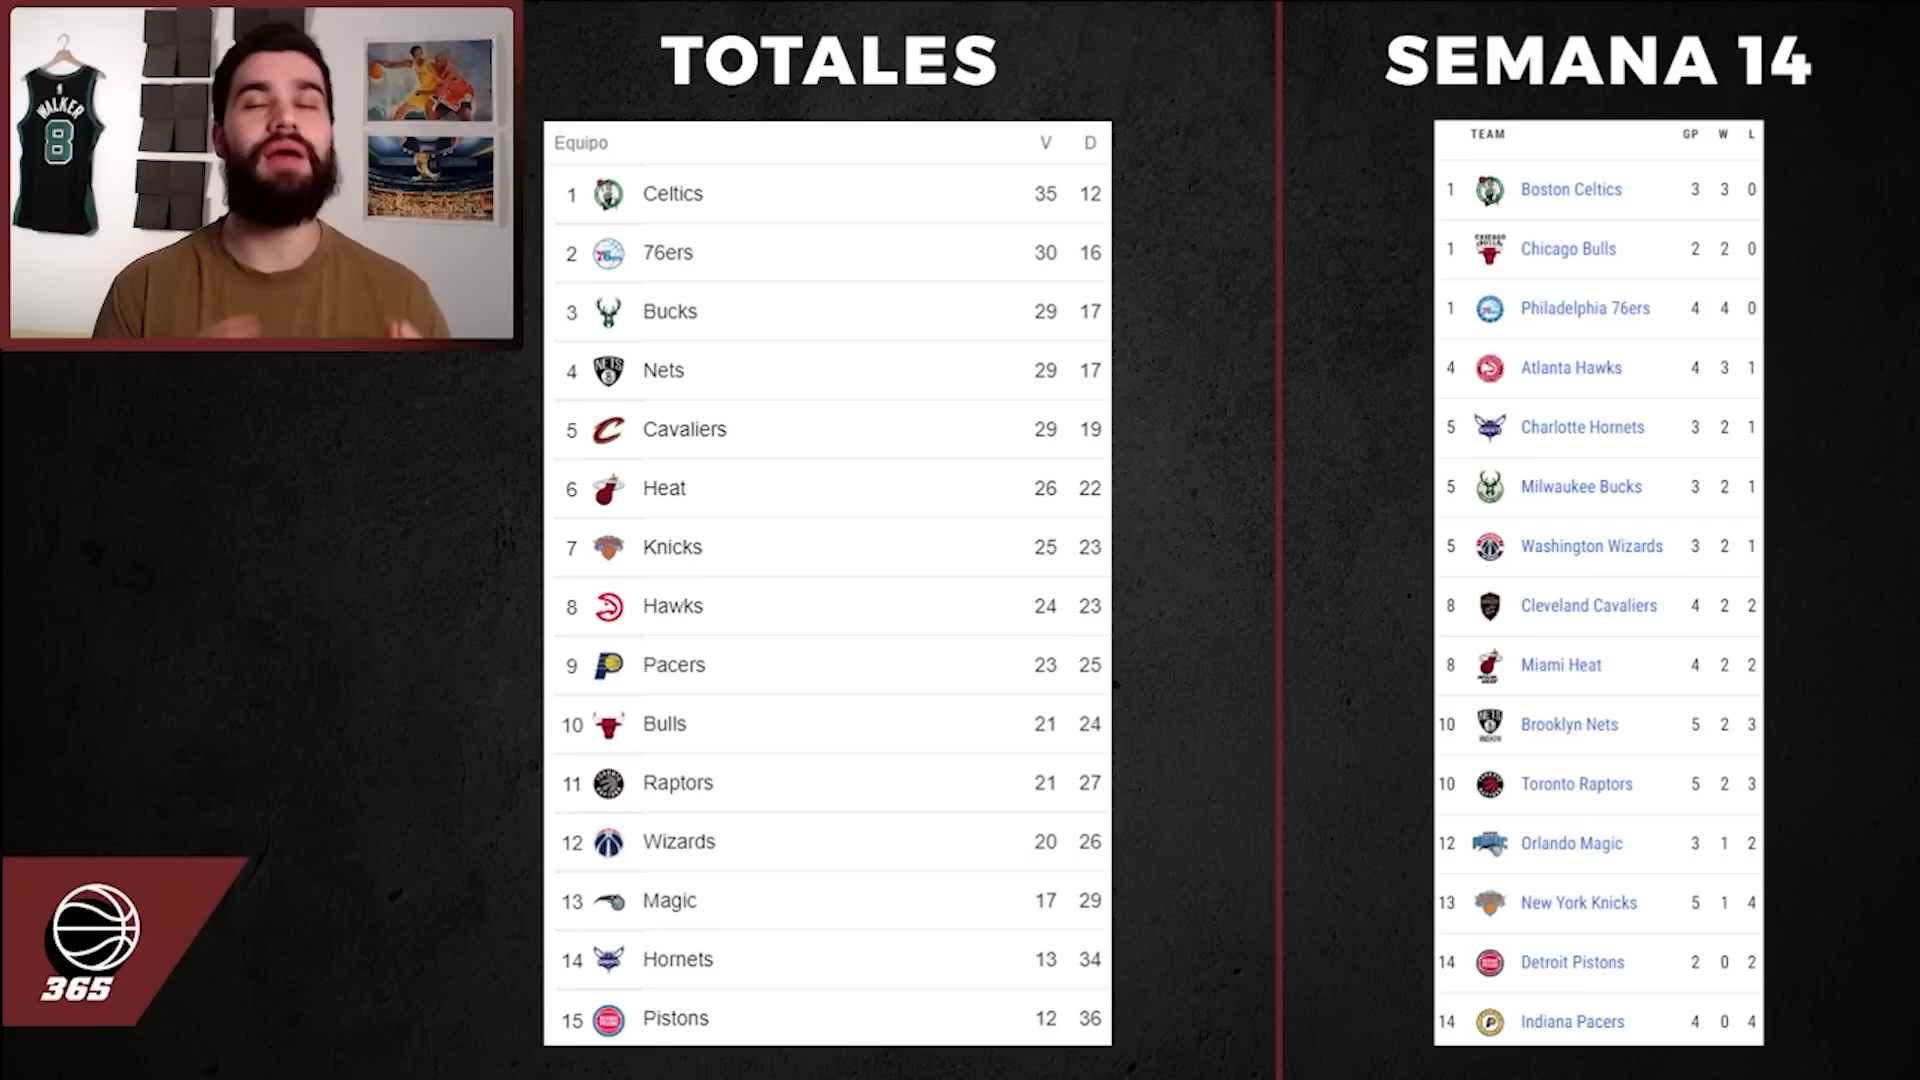 WALKER
8
365
TOTALES
Equipo V D
1 Celtics 35 12
2 76ers 30 16
3 Bucks 29 17
4 Nets 29 17
5 Cavaliers 29 19
6 Heat 26 22
7 Knicks 25 23
8 Hawks 24 23
9 Pacers 23 25
10 Bulls 21 24
11 Raptors 21 27
12 Wizards 20 26
13 Magic 17 29
14 Hornets 13 34
15 Pistons 12 36
SEMANA 14
TEAM GP W L
1 Boston Celtics 3 3 0
1 Chicago Bulls 2 2 0
1 Philadelphia 76ers 4 4 0
4 Atlanta Hawks 4 3 1
5 Charlotte Hornets 3 2 1
5 Milwaukee Bucks 3 2 1
5 Washington Wizards 3 2 1
8 Cleveland Cavaliers 4 2 2
8 Miami Heat 4 2 2
10 Brooklyn Nets 5 2 3
10 Toronto Raptors 5 2 3
12 Orlando Magic 3 1 2
13 New York Knicks 5 1 4
14 Detroit Pistons 2 0 2
14 Indiana Pacers 4 0 4